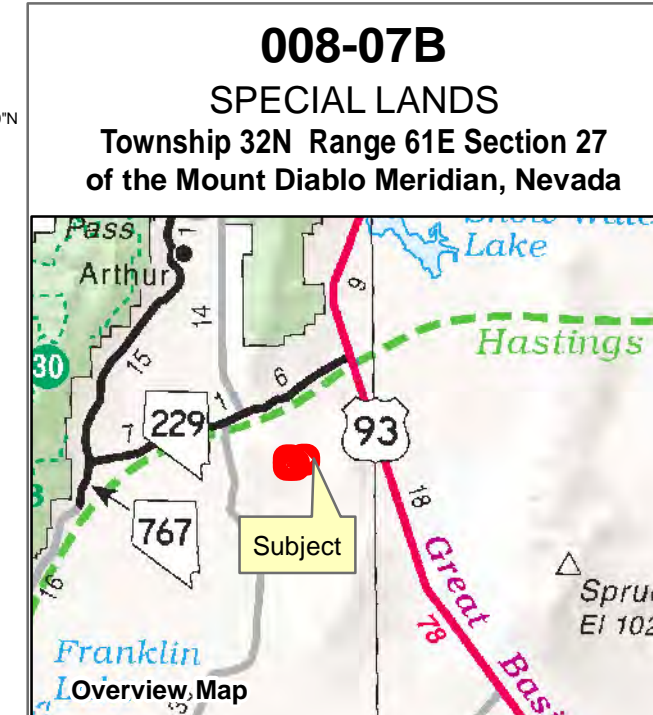 008-07B
SPECIAL LANDS
Township 32N Range 61E Section 27
of the Mount Diablo Meridian, Nevada
"N
Pass
Lake
Arthur
1
9
14
Hastings
30
15
6
1
7
229
93
18
767
Subject
Great
16
78
Franklin
Overview Map